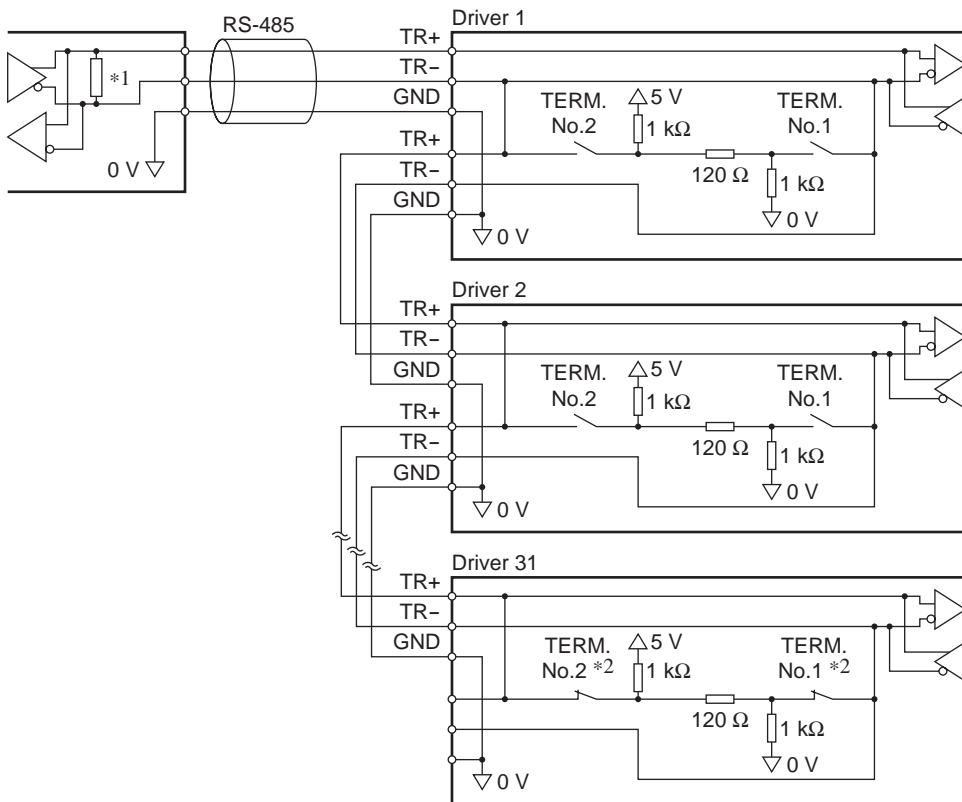 RS-485
*1
0 V
Driver 1
TR+
TR−
GND
TR+
TR−
GND
TERM.
No.2
5 V
1 kΩ
120 Ω
TERM.
No.1
1 kΩ
0 V
0 V
Driver 2
TR+
TR−
GND
TR+
TR−
GND
TERM.
No.2
5 V
1 kΩ
120 Ω
TERM.
No.1
1 kΩ
0 V
0 V
Driver 31
TR+
TR−
GND
TERM.
No.2 *2
5 V
1 kΩ
120 Ω
TERM.
No.1 *2
1 kΩ
0 V
0 V